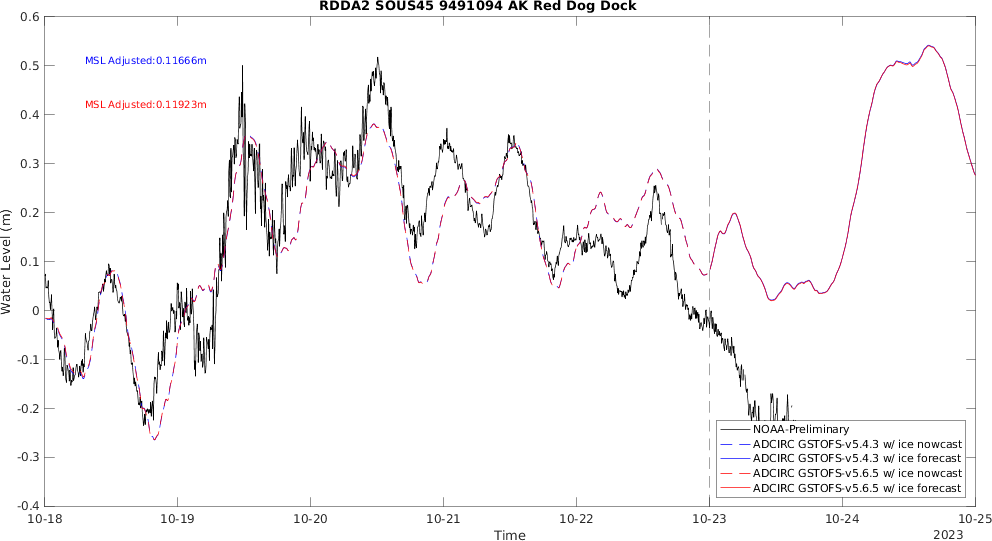 RDDA2 SOUS45 9491094 AK Red Dog Dock
0.6
0.5
0.4
0.3
0.2
0.1
0
-0.1
-0.2
-0.3
-0.4
Water Level (m)
MSL Adjusted:0.11666m
MSL Adjusted:0.11923m
NOAA-Preliminary
ADCIRC GSTOFS-v5.4.3 w/ ice nowcast
ADCIRC GSTOFS-v5.4.3 w/ ice forecast
ADCIRC GSTOFS-v5.6.5 w/ ice nowcast
ADCIRC GSTOFS-v5.6.5 w/ ice forecast
10-18 10-19 10-20 10-21 10-22 10-23 10-24 10-25
Time
2023